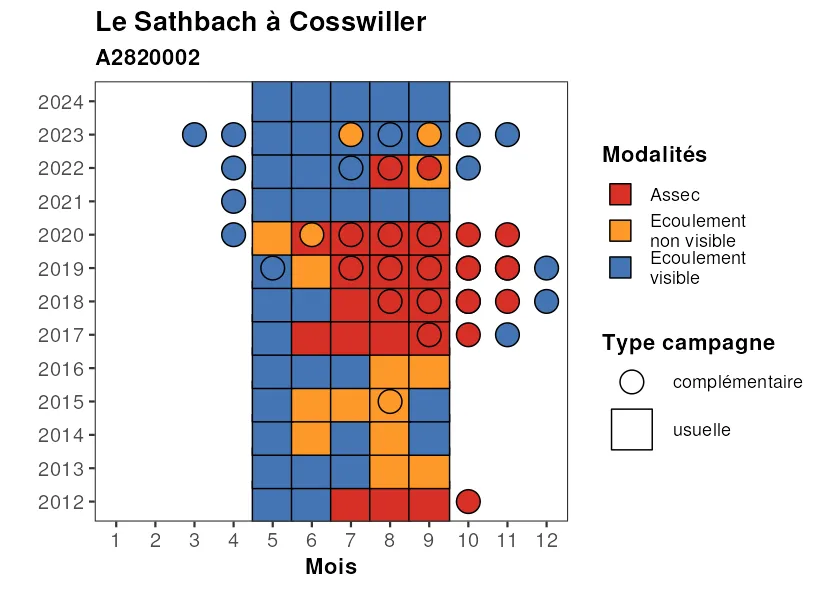 Le Sathbach à Cosswiller
A2820002
2024
2023
2022
2021
2020
2019
2018
2017
2016
2015
2014
2013
2012
1 2 3 4 5 6 7 8 9 10 11 12
Mois
Modalités
Assec
Ecoulement
non visible
Ecoulement
visible
Type campagne
complémentaire
usuelle